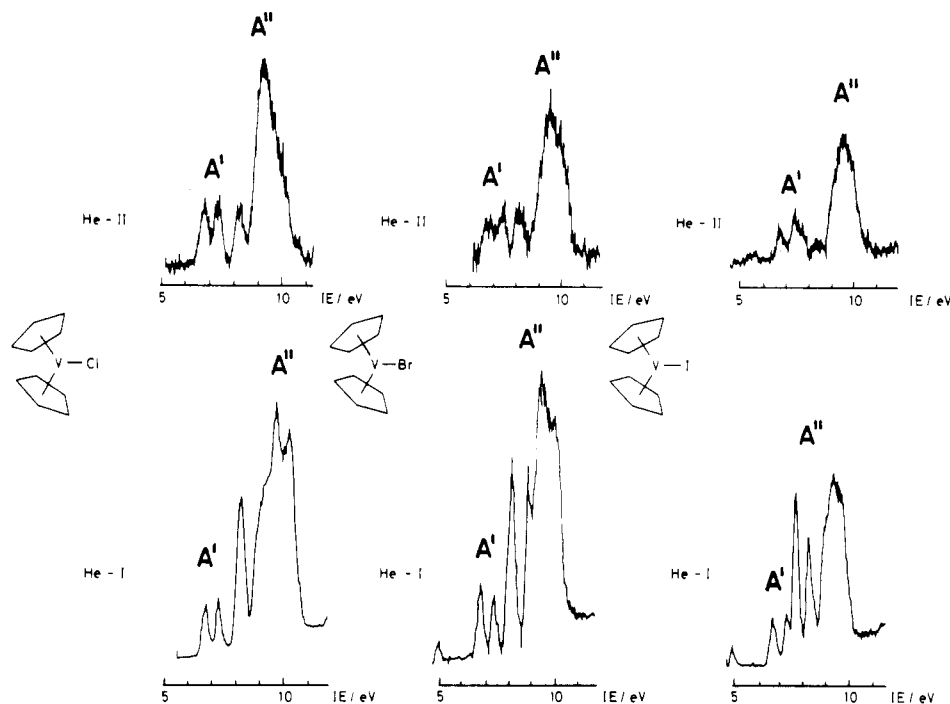 A''
A''
A''
A'
A'
A'
He - II
He - II
He - II
5 10 IE / eV
5 10 IE / eV
5 10 IE / eV
V—Cl
V—Br
V—I
A''
A''
A''
A'
A'
A'
He - I
He - I
He - I
5 10 IE / eV
5 10 IE / eV
5 10 IE / eV